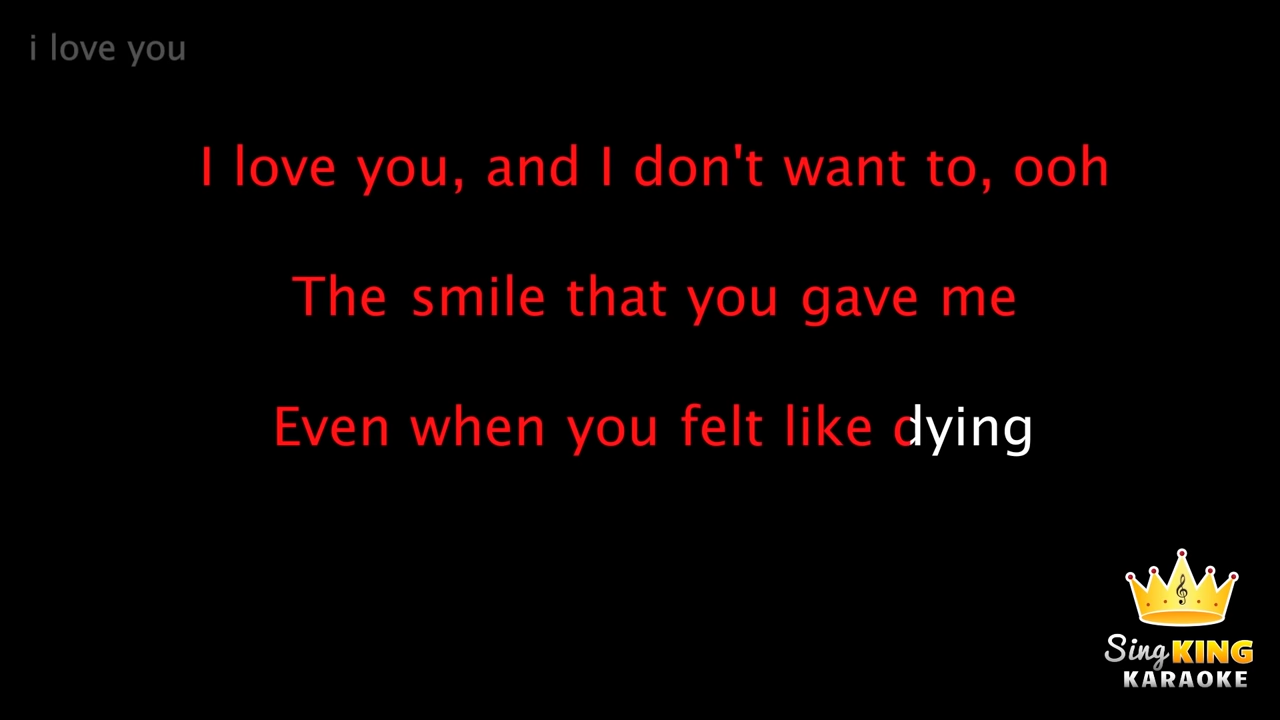 i love you
I love you, and I don't want to, ooh
The smile that you gave me
Even when you felt like dying
Sing KING
KARAOKE